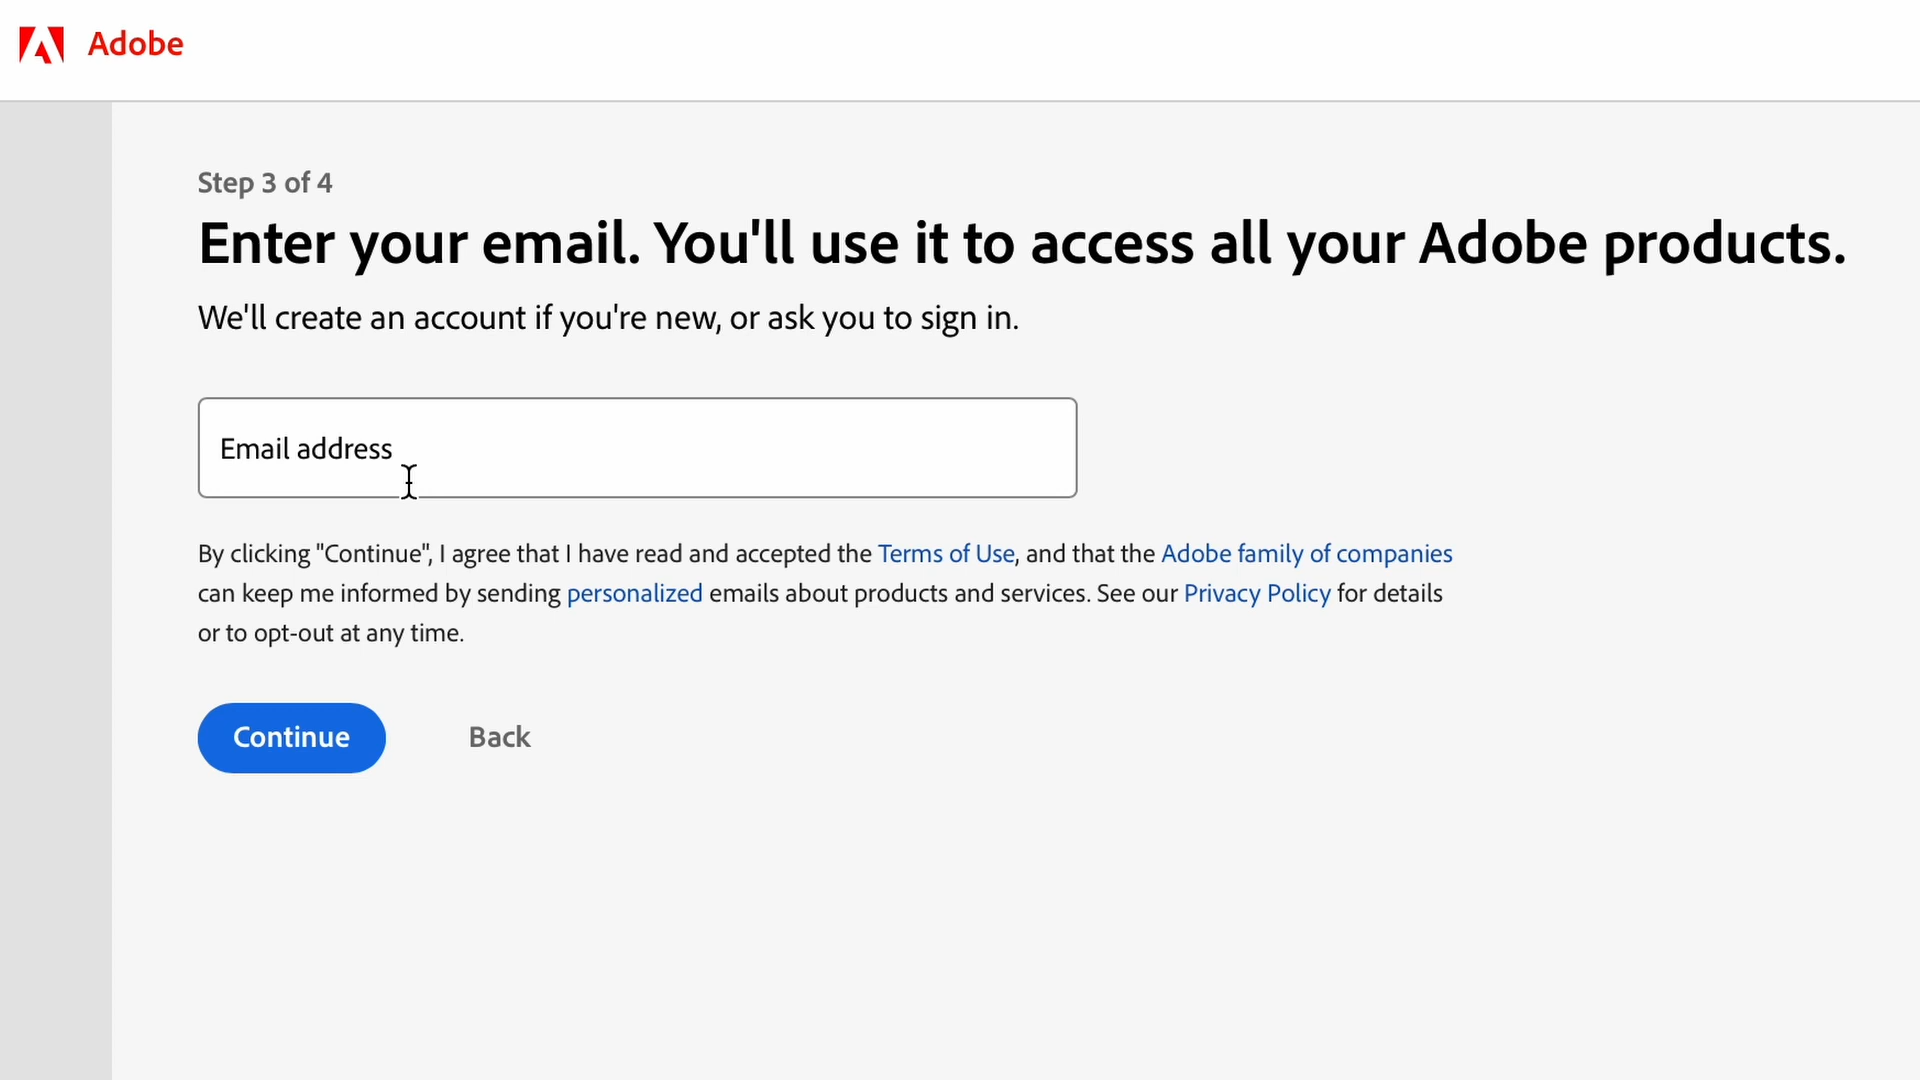 Adobe
Step 3 of 4
Enter your email. You'll use it to access all your Adobe products.
We'll create an account if you're new, or ask you to sign in.
Email address
By clicking "Continue", I agree that I have read and accepted the Terms of Use, and that the Adobe family of companies
can keep me informed by sending personalized emails about products and services. See our Privacy Policy for details
or to opt-out at any time.
Continue
Back